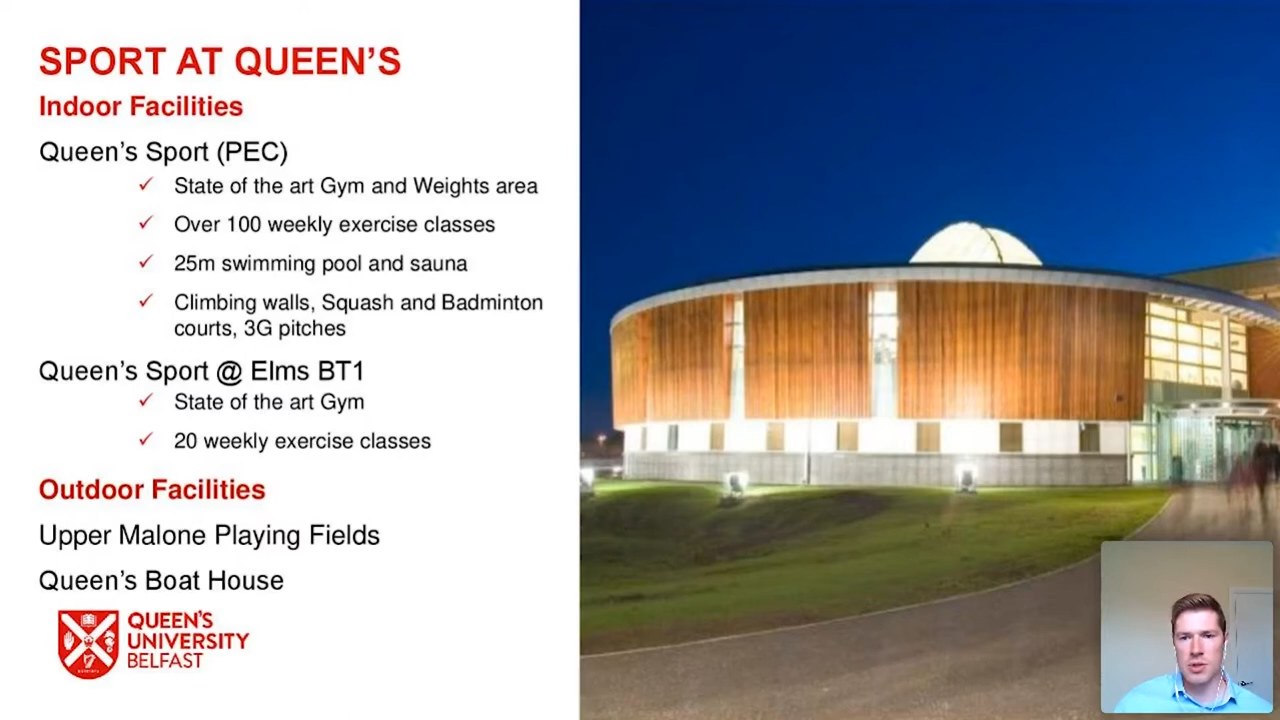 SPORT AT QUEEN'S
Indoor Facilities
Queen's Sport (PEC)
✓ State of the art Gym and Weights area
✓ Over 100 weekly exercise classes
✓ 25m swimming pool and sauna
✓ Climbing walls, Squash and Badminton
courts, 3G pitches
Queen's Sport @ Elms BT1
✓ State of the art Gym
✓ 20 weekly exercise classes
Outdoor Facilities
Upper Malone Playing Fields
Queen's Boat House
QUEEN'S
UNIVERSITY
BELFAST